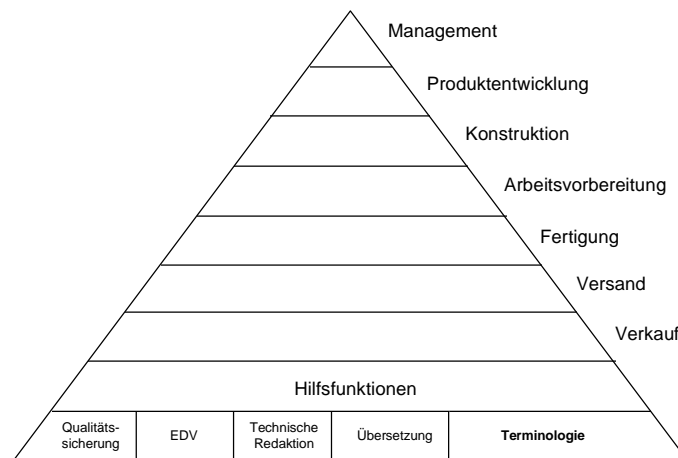 Management
Produktentwicklung
Konstruktion
Arbeitsvorbereitung
Fertigung
Versand
Verkauf
Hilfsfunktionen
Qualitäts-
sicherung
EDV
Technische
Redaktion
Übersetzung
Terminologie